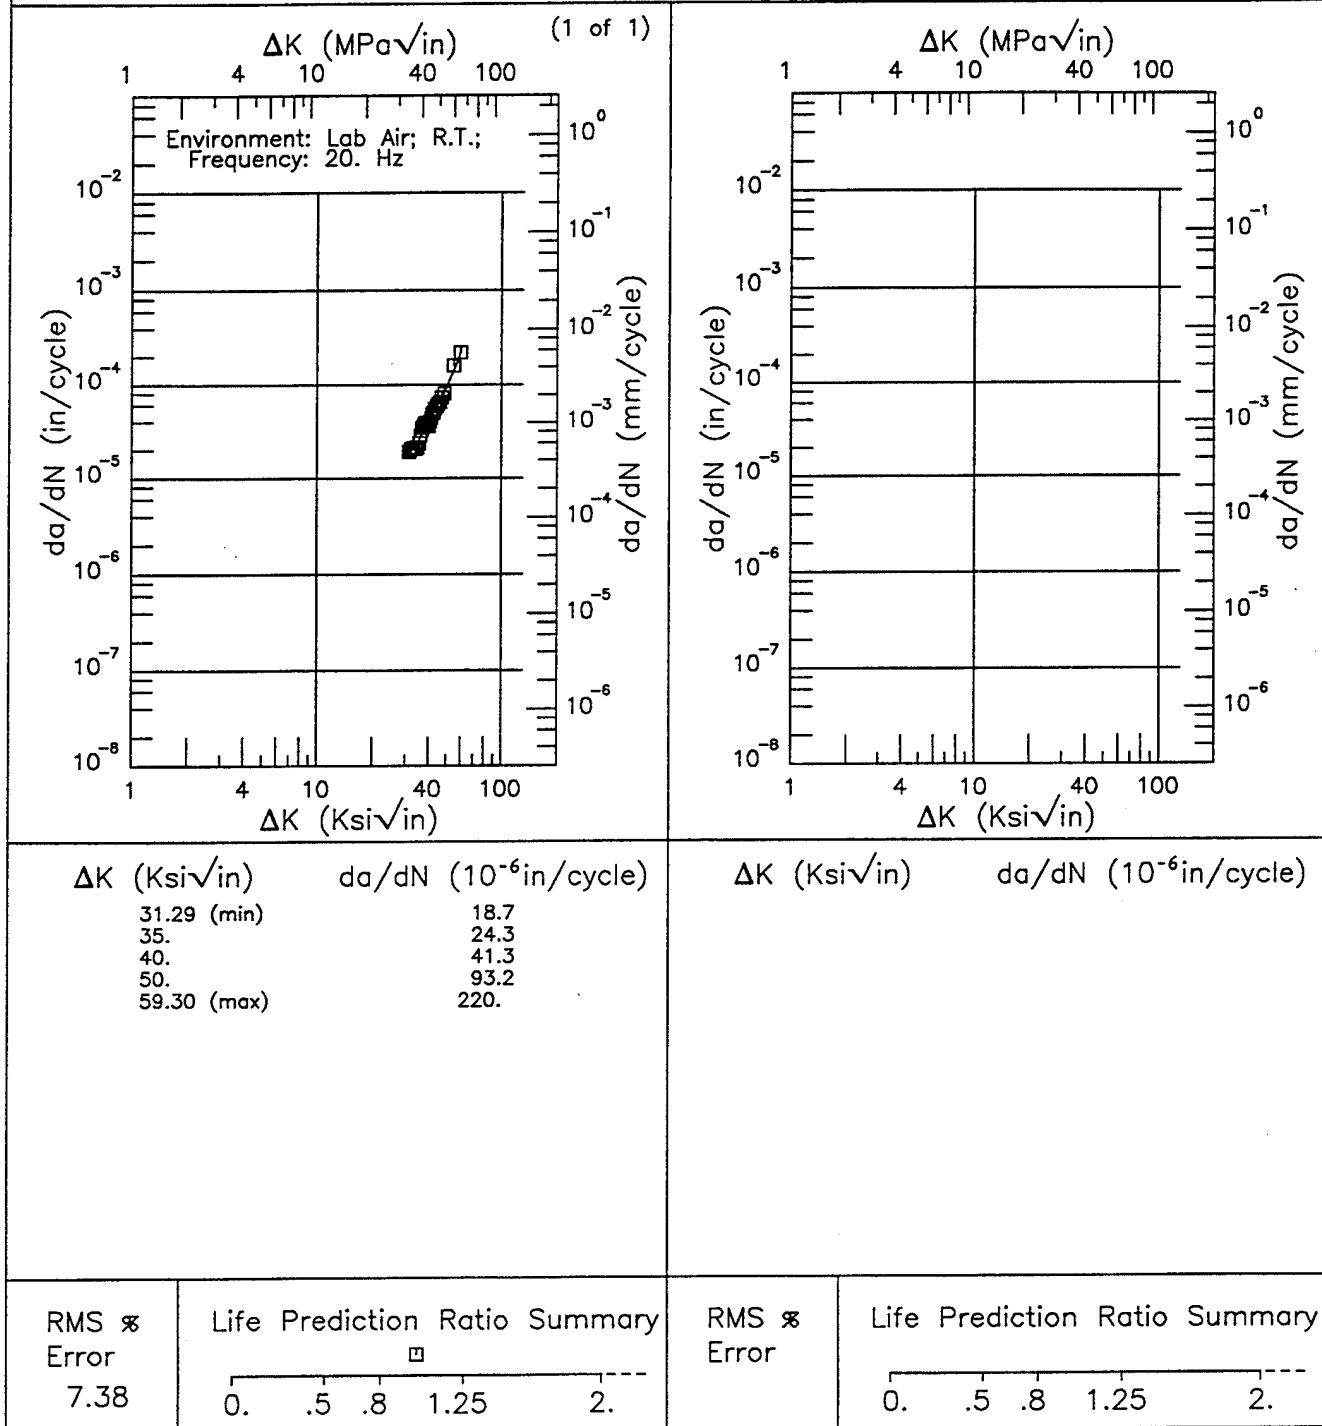 (1 of 1)
ΔK (MPa√in)
1 4 10 40 100
Environment: Lab Air; R.T.;
Frequency: 20. Hz
da/dN (in/cycle)
10⁻²
10⁻³
10⁻⁴
10⁻⁵
10⁻⁶
10⁻⁷
10⁻⁸
da/dN (mm/cycle)
10⁰
10⁻¹
10⁻²
10⁻³
10⁻⁴
10⁻⁵
10⁻⁶
1 4 10 40 100
ΔK (Ksi√in)
ΔK (MPa√in)
1 4 10 40 100
da/dN (in/cycle)
10⁻²
10⁻³
10⁻⁴
10⁻⁵
10⁻⁶
10⁻⁷
10⁻⁸
da/dN (mm/cycle)
10⁰
10⁻¹
10⁻²
10⁻³
10⁻⁴
10⁻⁵
10⁻⁶
1 4 10 40 100
ΔK (Ksi√in)
ΔK (Ksi√in) da/dN (10⁻⁶in/cycle)
31.29 (min) 18.7
35. 24.3
40. 41.3
50. 93.2
59.30 (max) 220.
ΔK (Ksi√in) da/dN (10⁻⁶in/cycle)
RMS %
Error
7.38
Life Prediction Ratio Summary
0. .5 .8 1.25 2.
RMS %
Error
Life Prediction Ratio Summary
0. .5 .8 1.25 2.